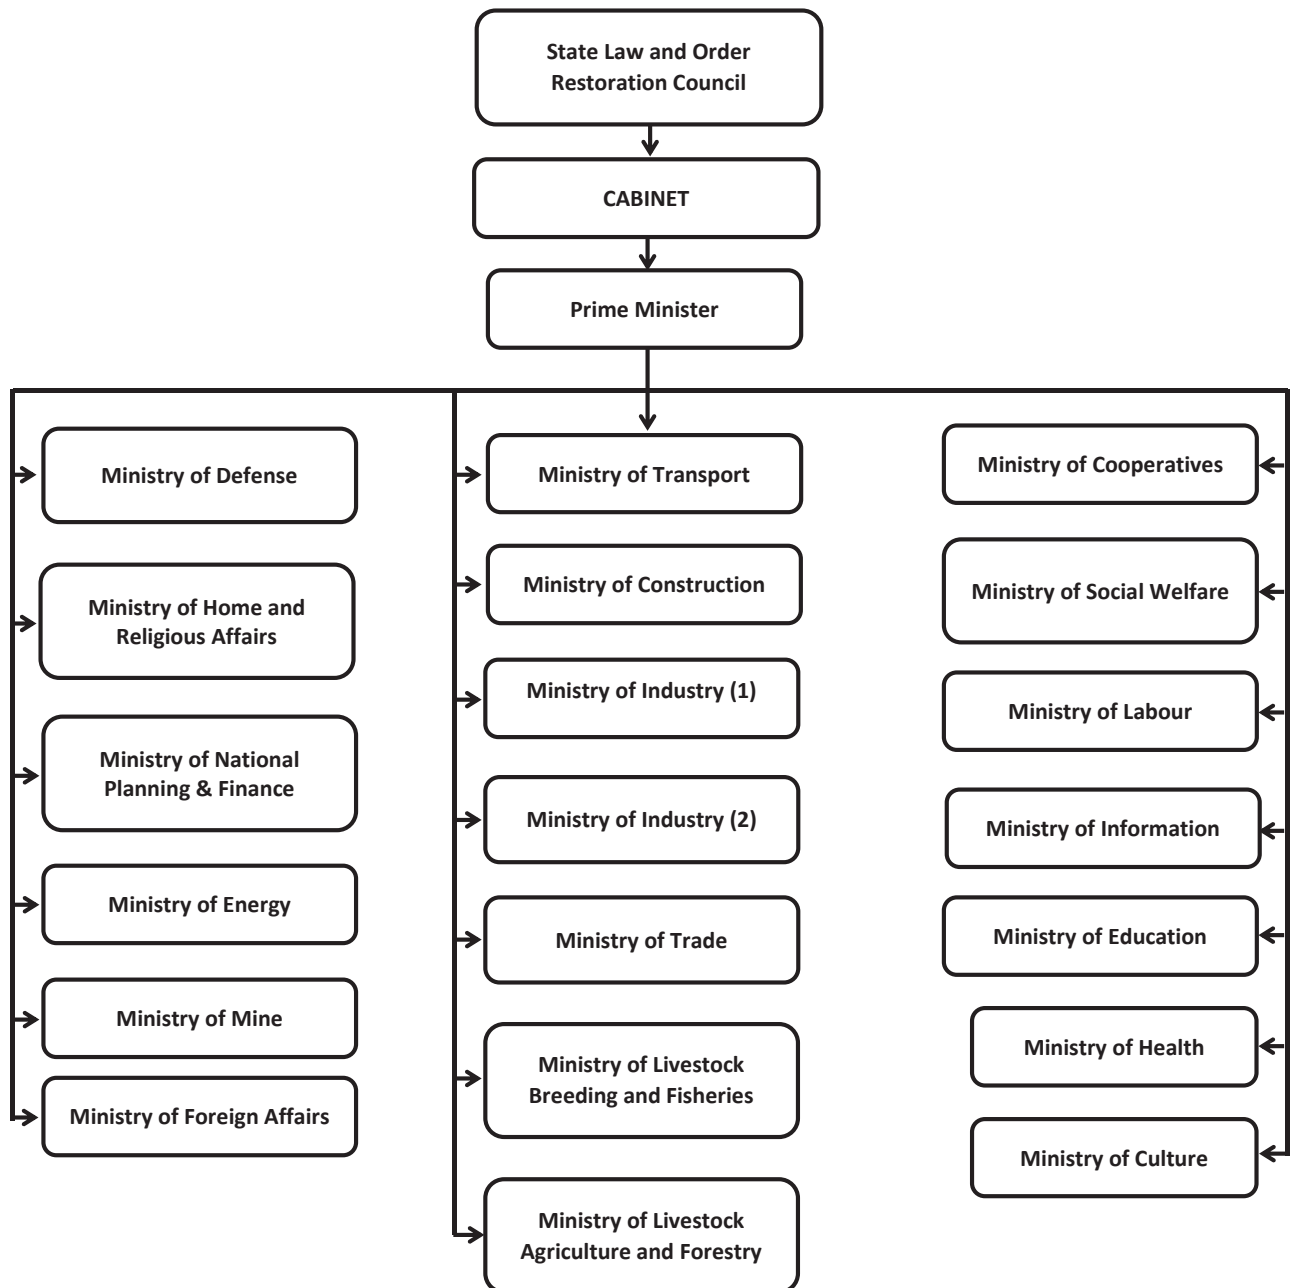 State Law and Order
Restoration Council
CABINET
Prime Minister
Ministry of Defense
Ministry of Home and
Religious Affairs
Ministry of National
Planning & Finance
Ministry of Energy
Ministry of Mine
Ministry of Foreign Affairs
Ministry of Transport
Ministry of Construction
Ministry of Industry (1)
Ministry of Industry (2)
Ministry of Trade
Ministry of Livestock
Breeding and Fisheries
Ministry of Livestock
Agriculture and Forestry
Ministry of Cooperatives
Ministry of Social Welfare
Ministry of Labour
Ministry of Information
Ministry of Education
Ministry of Health
Ministry of Culture